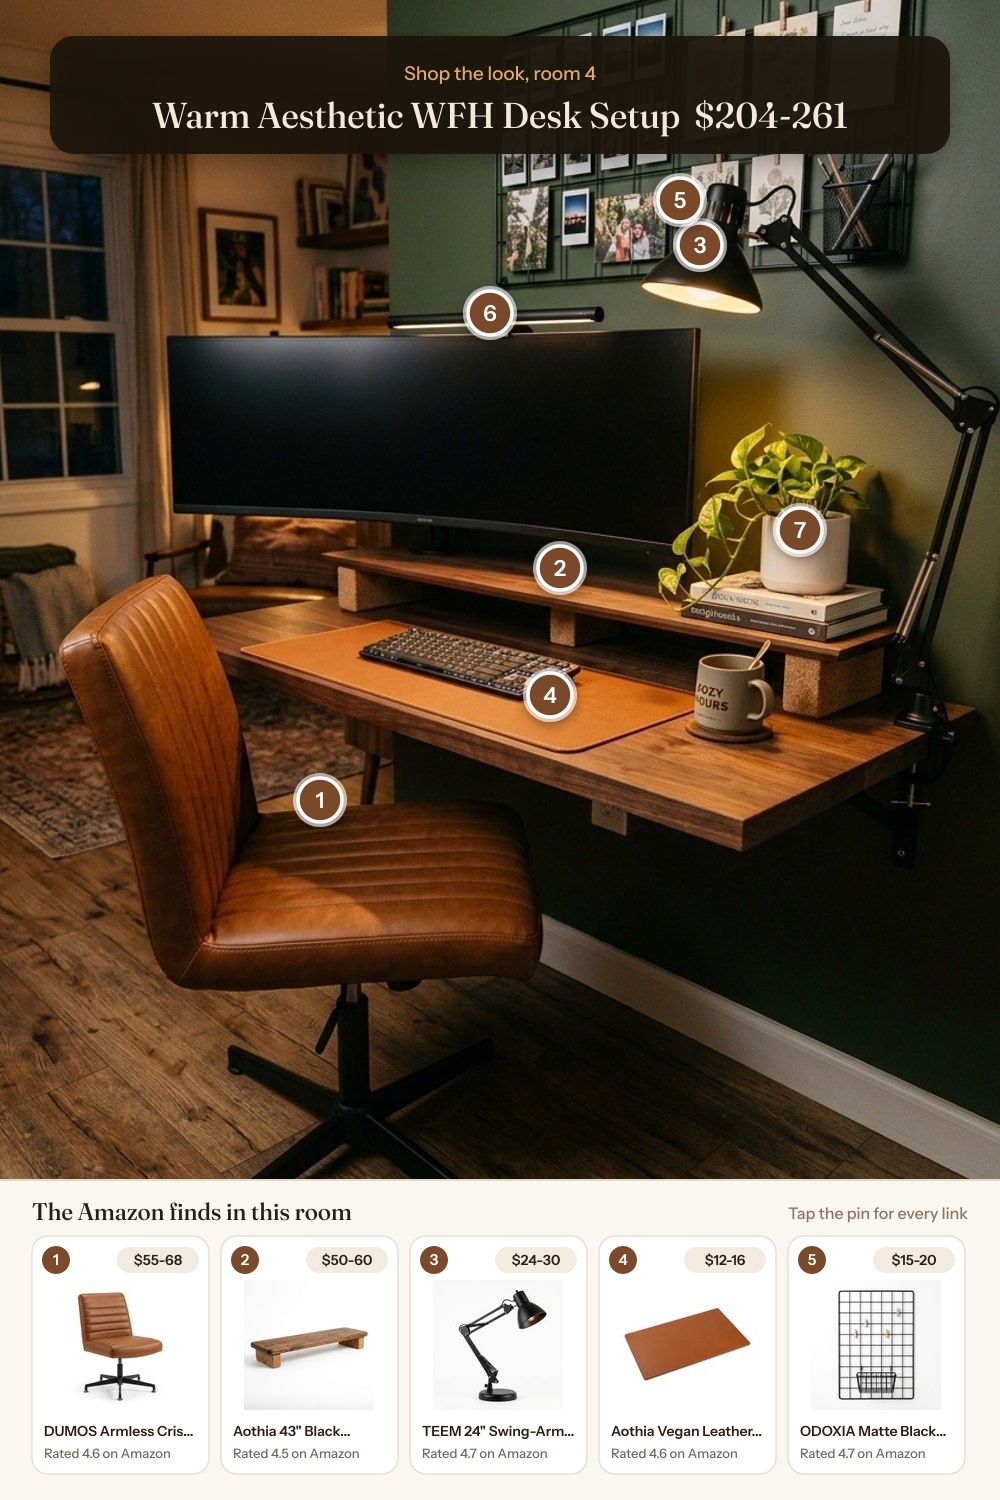 Shop the look, room 4
Warm Aesthetic WFH Desk Setup $204-261
5
3
6
7
2
4
COZY
HOURS
1
The Amazon finds in this room
Tap the pin for every link
1
$55-68
DUMOS Armless Cris...
Rated 4.6 on Amazon
2
$50-60
Aothia 43" Black...
Rated 4.5 on Amazon
3
$24-30
TEEM 24" Swing-Arm...
Rated 4.7 on Amazon
4
$12-16
Aothia Vegan Leather...
Rated 4.6 on Amazon
5
$15-20
ODOXIA Matte Black...
Rated 4.7 on Amazon